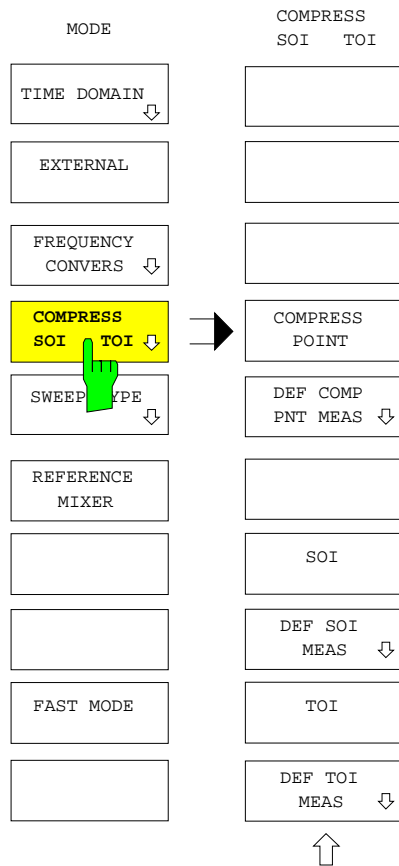 MODE
TIME DOMAIN
EXTERNAL
FREQUENCY
CONVERS
COMPRESS
SOI TOI
SWEEP YPE
REFERENCE
MIXER
FAST MODE
COMPRESS
SOI TOI
COMPRESS
POINT
DEF COMP
PNT MEAS
SOI
DEF SOI
MEAS
TOI
DEF TOI
MEAS